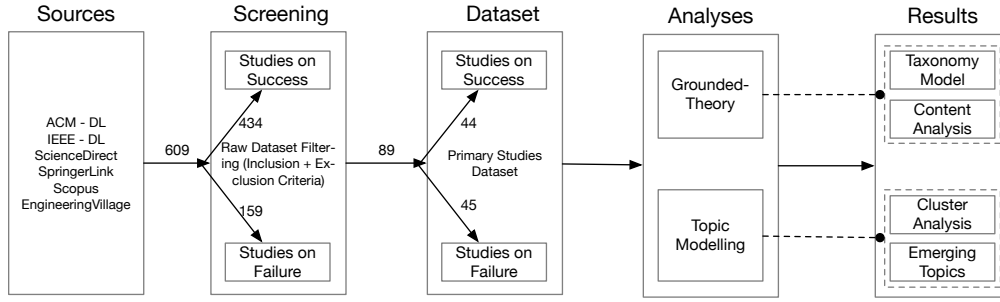 Sources
Screening
Dataset
Analyses
Results
ACM - DL
IEEE - DL
ScienceDirect
SpringerLink
Scopus
EngineeringVillage
609
Studies on
Success
434
Raw Dataset Filter-
ing (Inclusion + Ex-
clusion Criteria)
159
Studies on
Failure
89
Studies on
Success
44
Primary Studies
Dataset
45
Studies on
Failure
Grounded-
Theory
Topic
Modelling
Taxonomy
Model
Content
Analysis
Cluster
Analysis
Emerging
Topics